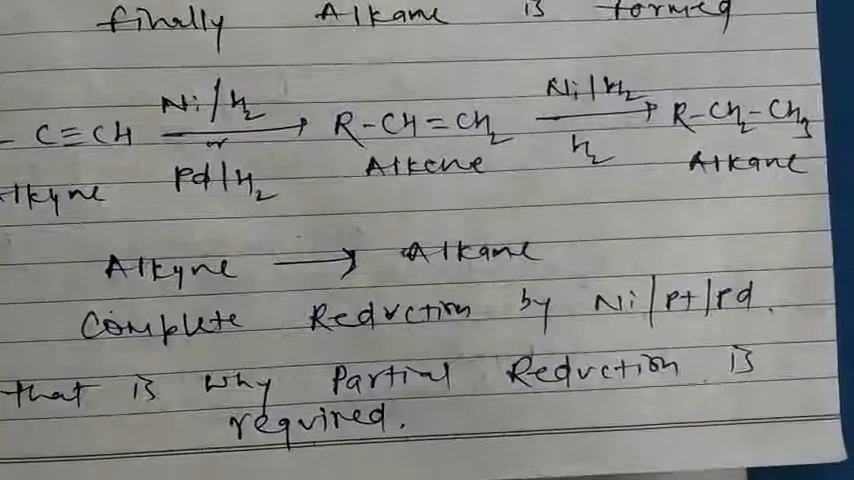 finally Alkane is formed
- C≡CH Ni/H2 or Pd/H2 → R-CH=CH2 Ni/H2 H2 → R-CH2-CH3
Alkyne Alkene Alkane
Alkyne → Alkane
Complete Reduction by Ni/Pt/Pd.
that is why Partial Reduction is
required.